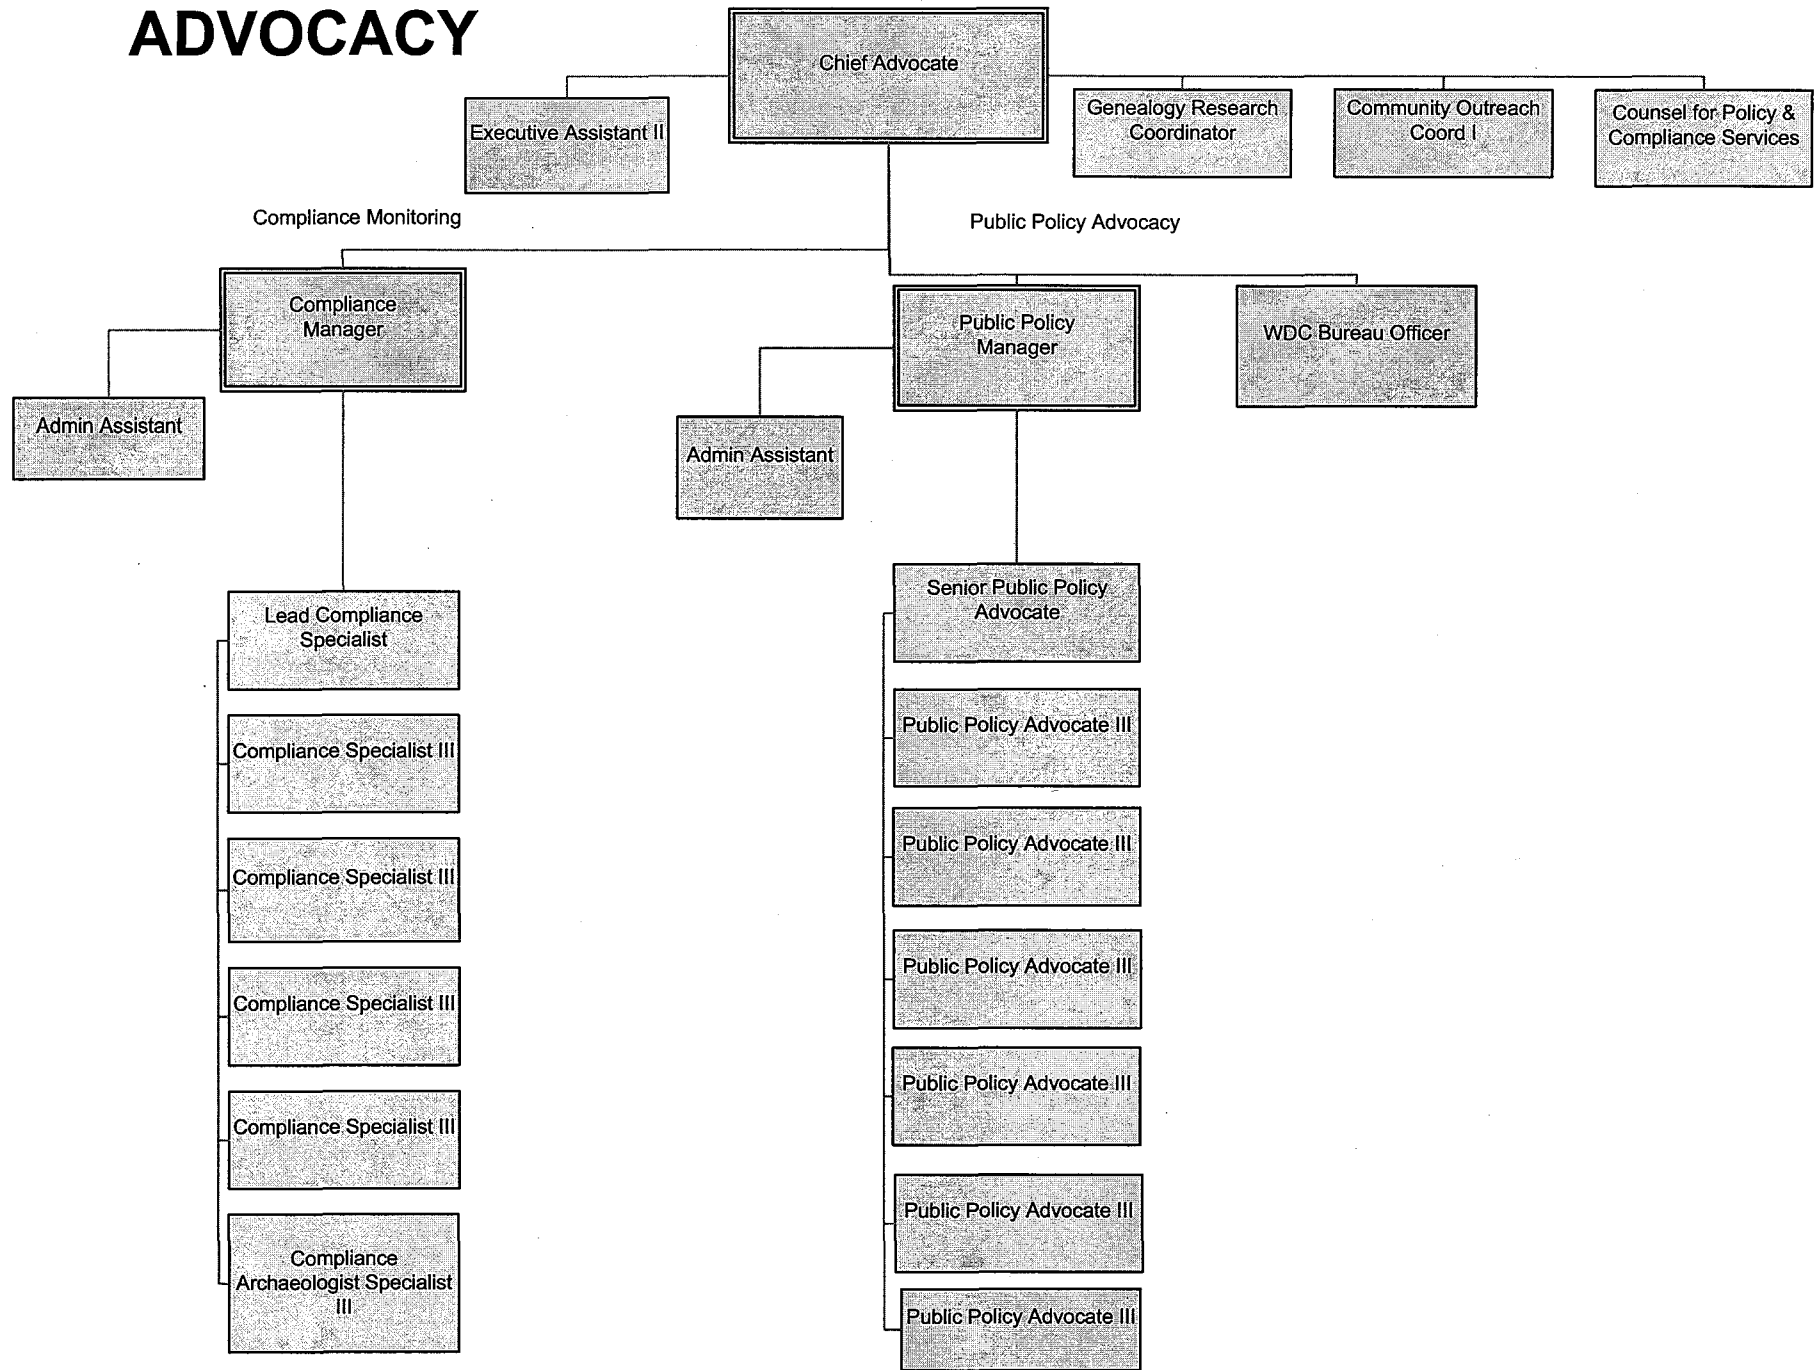 ADVOCACY
Chief Advocate
Executive Assistant II
Genealogy Research
Coordinator
Community Outreach
Coord I
Counsel for Policy &
Compliance Services
Compliance Monitoring
Public Policy Advocacy
Compliance
Manager
Public Policy
Manager
WDC Bureau Officer
Admin Assistant
Admin Assistant
Lead Compliance
Specialist
Compliance Specialist III
Compliance Specialist III
Compliance Specialist III
Compliance Specialist III
Compliance
Archaeologist Specialist
III
Senior Public Policy
Advocate
Public Policy Advocate III
Public Policy Advocate III
Public Policy Advocate III
Public Policy Advocate III
Public Policy Advocate III
Public Policy Advocate III